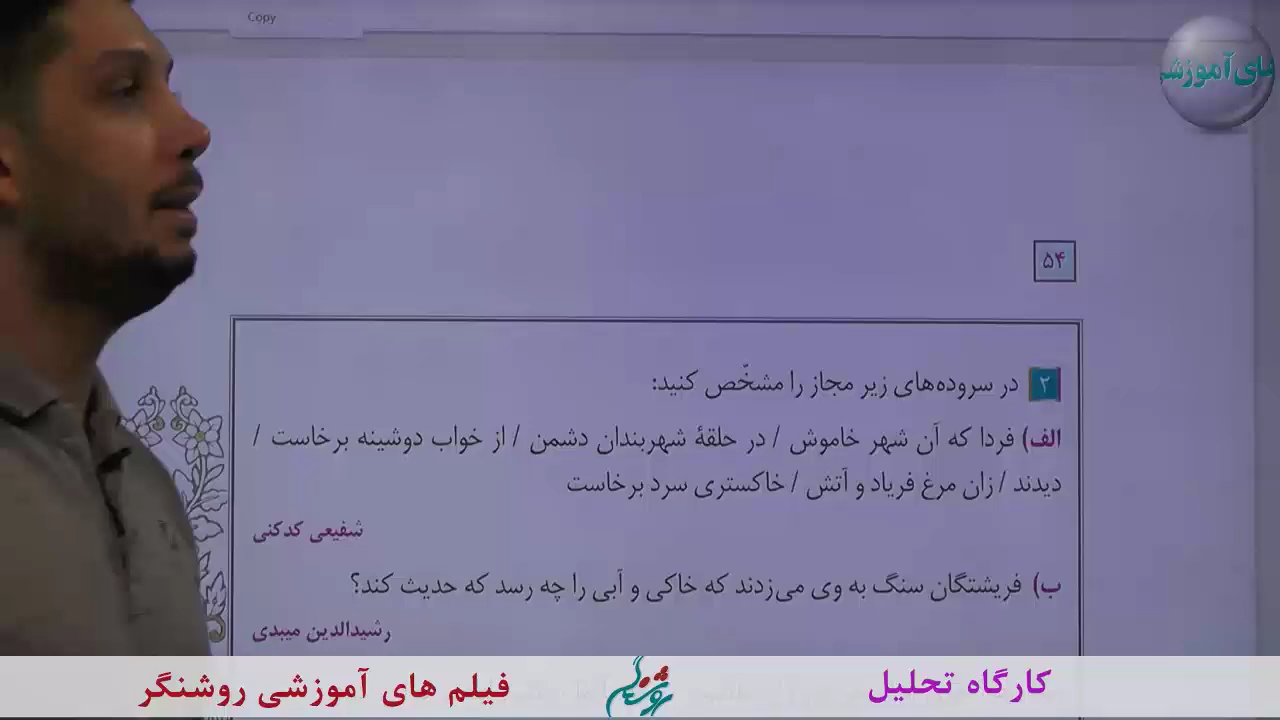 Copy
ـای آموزشی
۵۴
۲ در سروده‌های زیر مجاز را مشخّص کنید:
الف) فردا که آن شهر خاموش / در حلقهٔ شهربندان دشمن / از خواب دوشینه برخاست /
دیدند / زان مرغ فریاد و آتش / خاکستری سرد برخاست
شفیعی کدکنی
ب) فریشتگان سنگ به وی می‌زدند که خاکی و آبی را چه رسد که حدیث کند؟
رشیدالدین میبدی
کارگاه تحلیل
روشنگر
فیلم های آموزشی روشنگر